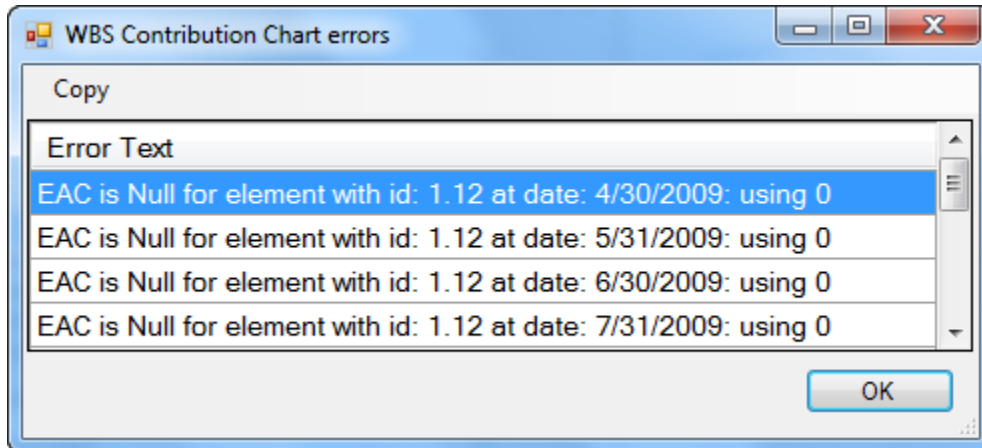 WBS Contribution Chart errors
Copy
Error Text
EAC is Null for element with id: 1.12 at date: 4/30/2009: using 0
EAC is Null for element with id: 1.12 at date: 5/31/2009: using 0
EAC is Null for element with id: 1.12 at date: 6/30/2009: using 0
EAC is Null for element with id: 1.12 at date: 7/31/2009: using 0
OK